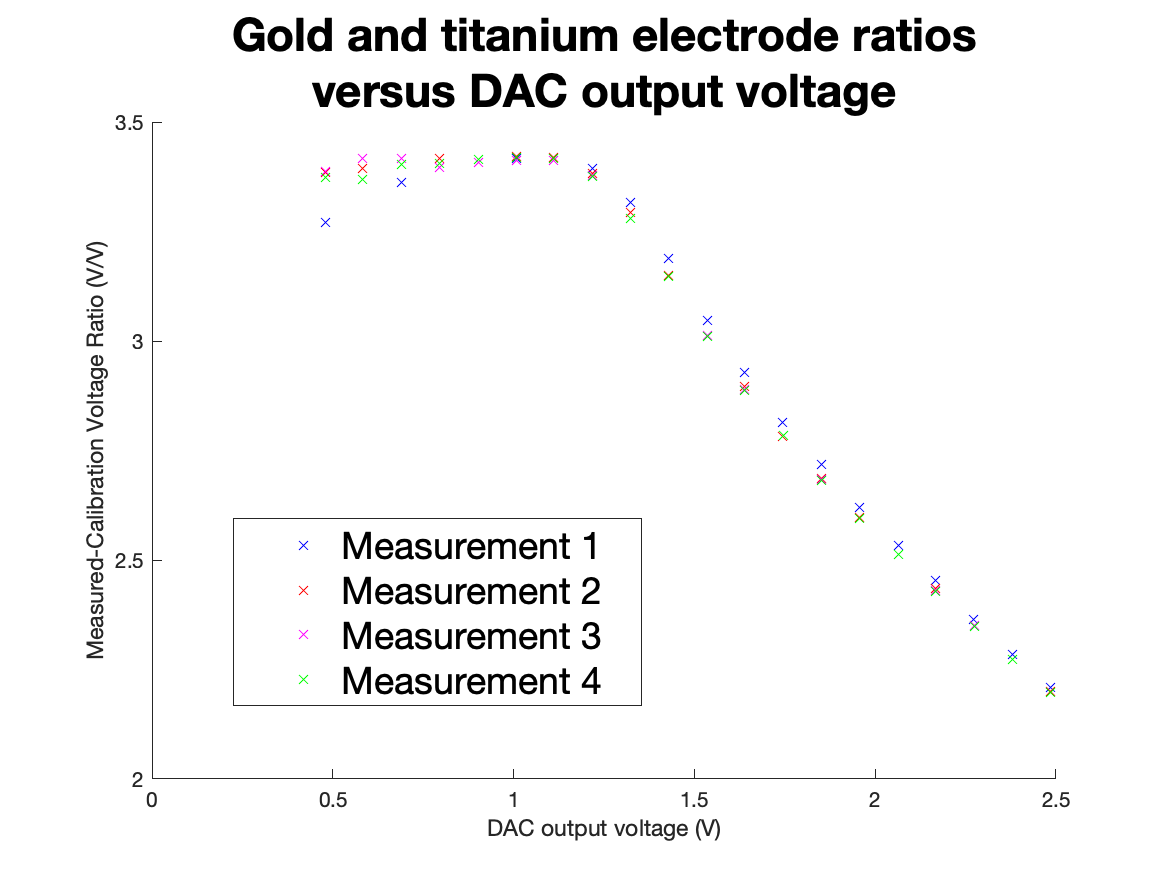 Gold and titanium electrode ratios
versus DAC output voltage
3.5
3
2.5
2
Measured-Calibration Voltage Ratio (V/V)
Measurement 1
Measurement 2
Measurement 3
Measurement 4
0 0.5 1 1.5 2 2.5
DAC output voltage (V)